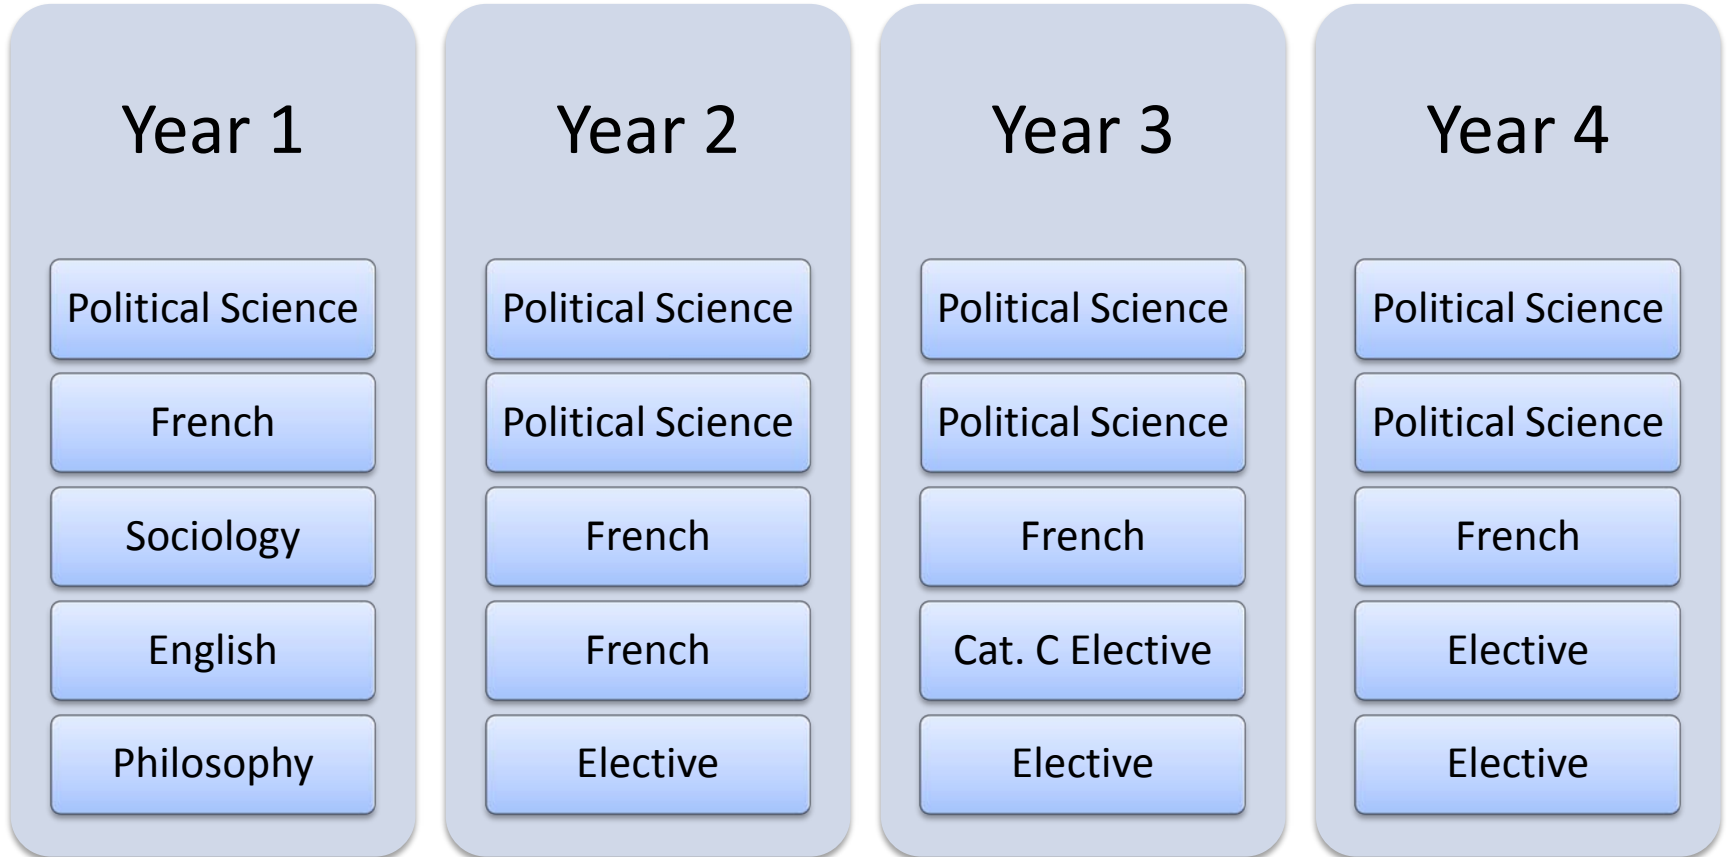 Year 1
Political Science
French
Sociology
English
Philosophy
Year 2
Political Science
Political Science
French
French
Elective
Year 3
Political Science
Political Science
French
Cat. C Elective
Elective
Year 4
Political Science
Political Science
French
Elective
Elective